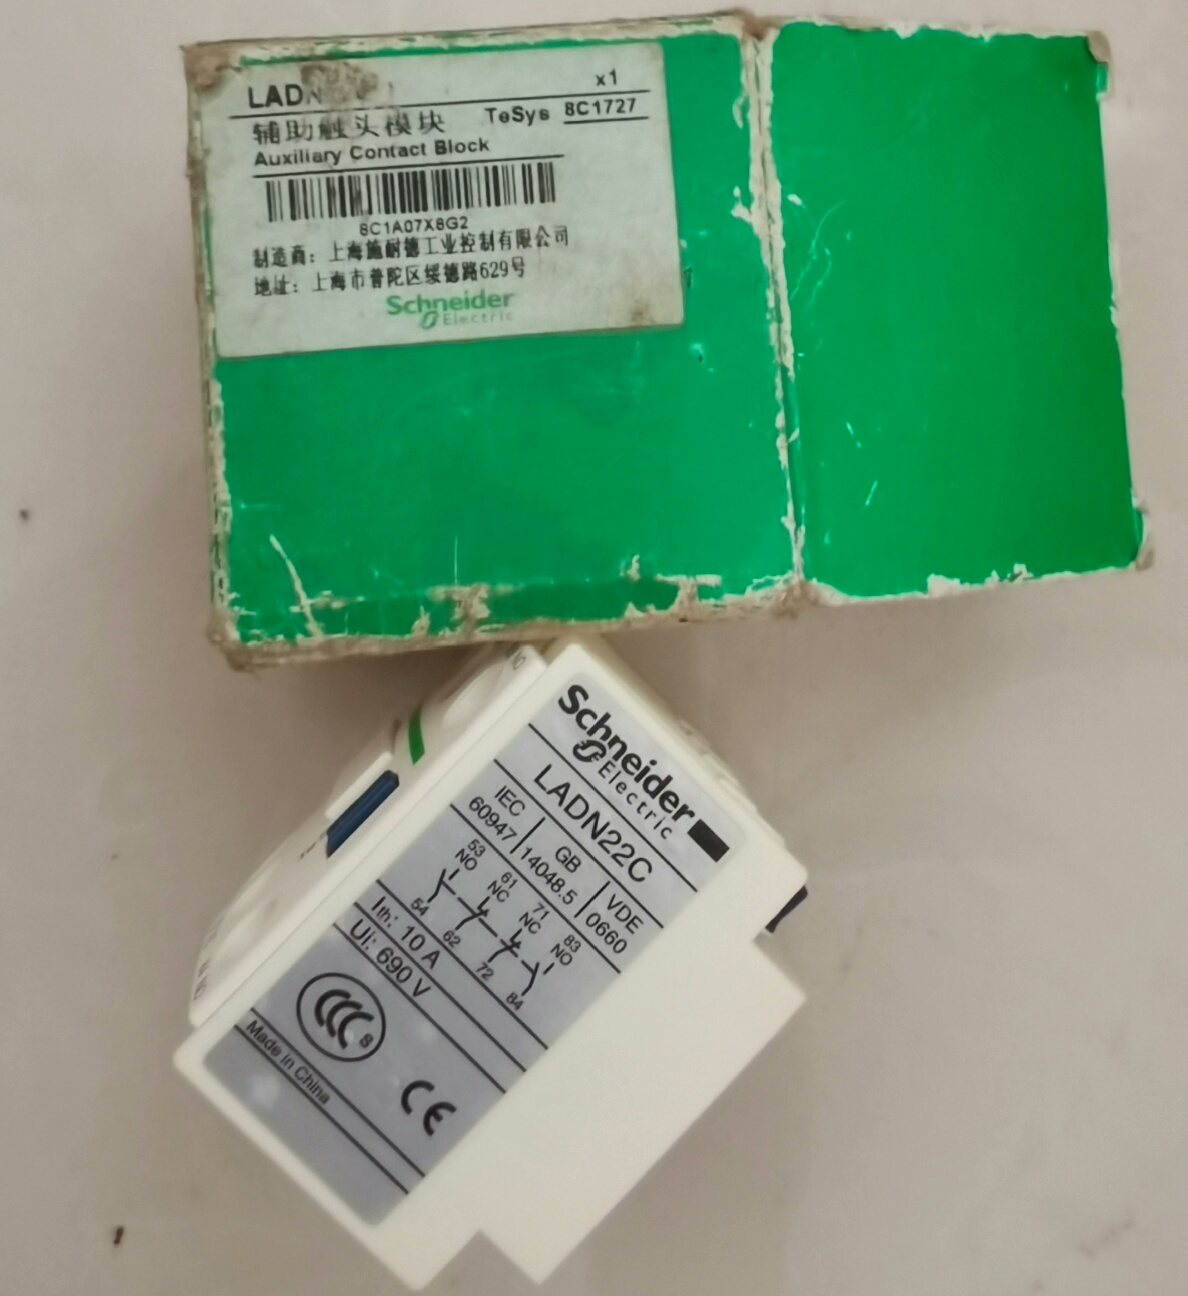 LADN
x1
辅助触头模块 TeSys 8C1727
Auxiliary Contact Block
8C1A07X8G2
制造商：上海施耐德工业控制有限公司
地址：上海市普陀区绥德路629号
Schneider
Electric
Schneider
Electric
LADN22C
IEC 60947 GB 14048.5 VDE 0660
53 NO 61 NC 71 NC 83 NO
54 62 72 84
Ith: 10 A
Ui: 690 V
CCC S
CE
Made in China